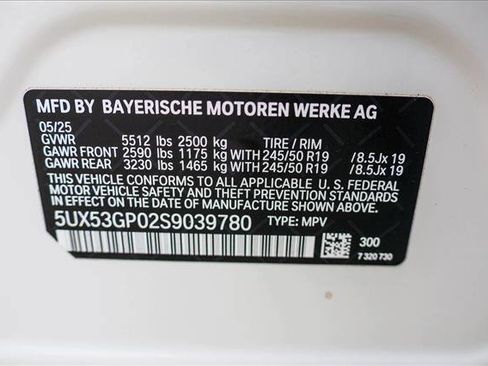 MFD BY BAYERISCHE MOTOREN WERKE AG
05/25
GVWR 5512 lbs 2500 kg TIRE / RIM
GAWR FRONT 2590 lbs 1175 kg WITH 245/50 R19 /8.5Jx 19
GAWR REAR 3230 lbs 1465 kg WITH 245/50 R19 /8.5Jx 19
THIS VEHICLE CONFORMS TO ALL APPLICABLE U. S. FEDERAL
MOTOR VEHICLE SAFETY AND THEFT PREVENTION STANDARDS
IN EFFECT ON THE DATE OF MANUFACTURE SHOWN ABOVE.
5UX53GP02S9039780 TYPE: MPV
300
7 320 730